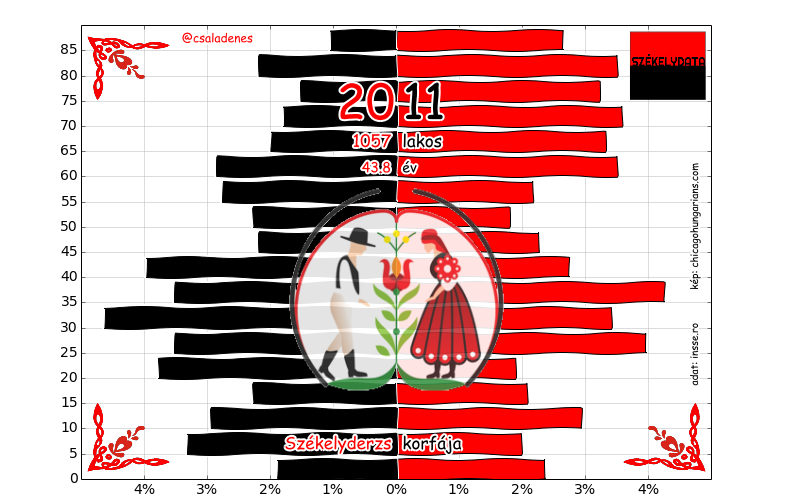 @csaladenes
SZÉKELYDATA
2011
1057 lakos
43.8 év
kép: chicagohungarians.com
adat: insse.ro
Székelyderzs korfája
85
80
75
70
65
60
55
50
45
40
35
30
25
20
15
10
5
0
4% 3% 2% 1% 0% 1% 2% 3% 4%